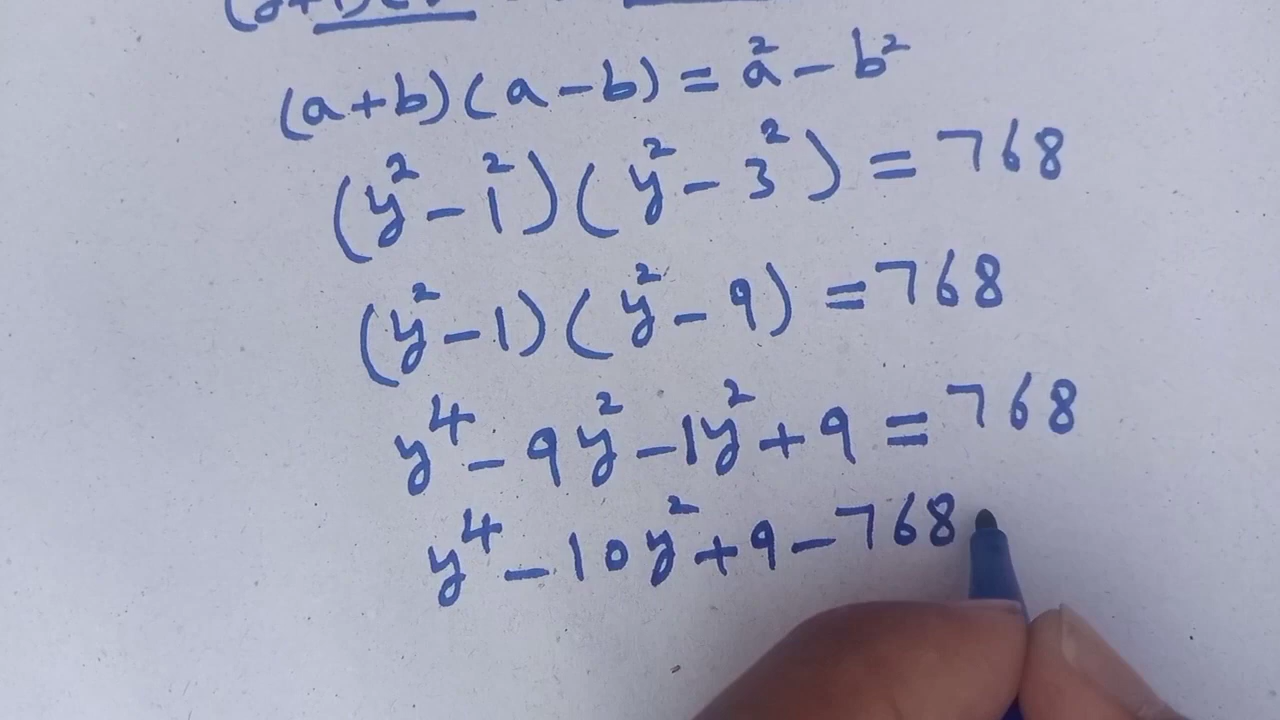 (a+b)(a-b) = a²-b²
(y²-1²)(y²-3²) = 768
(y²-1)(y²-9) = 768
y⁴-9y²-1y²+9 = 768
y⁴-10y²+9-768